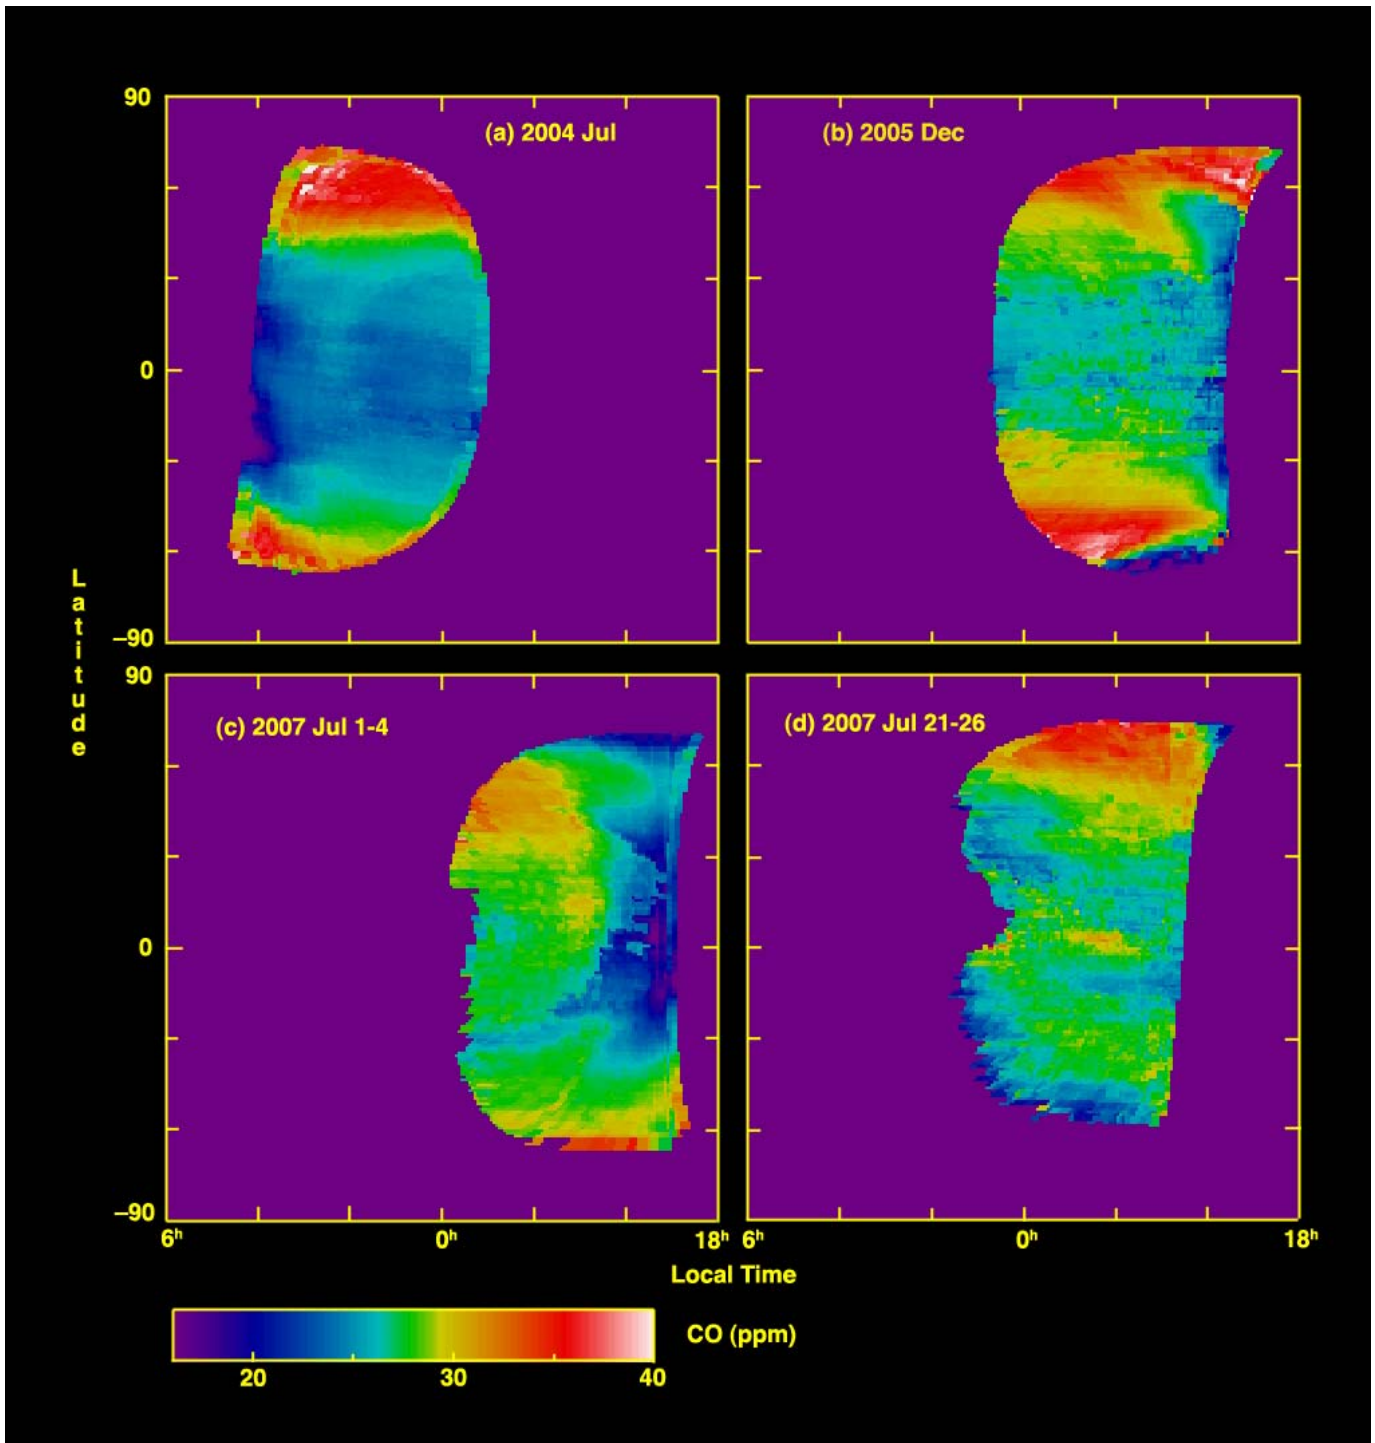 90
(a) 2004 Jul
(b) 2005 Dec
0
Latitude
–90
90
(c) 2007 Jul 1-4
(d) 2007 Jul 21-26
0
–90
6ʰ 0ʰ 18ʰ 6ʰ 0ʰ 18ʰ
Local Time
CO (ppm)
20 30 40